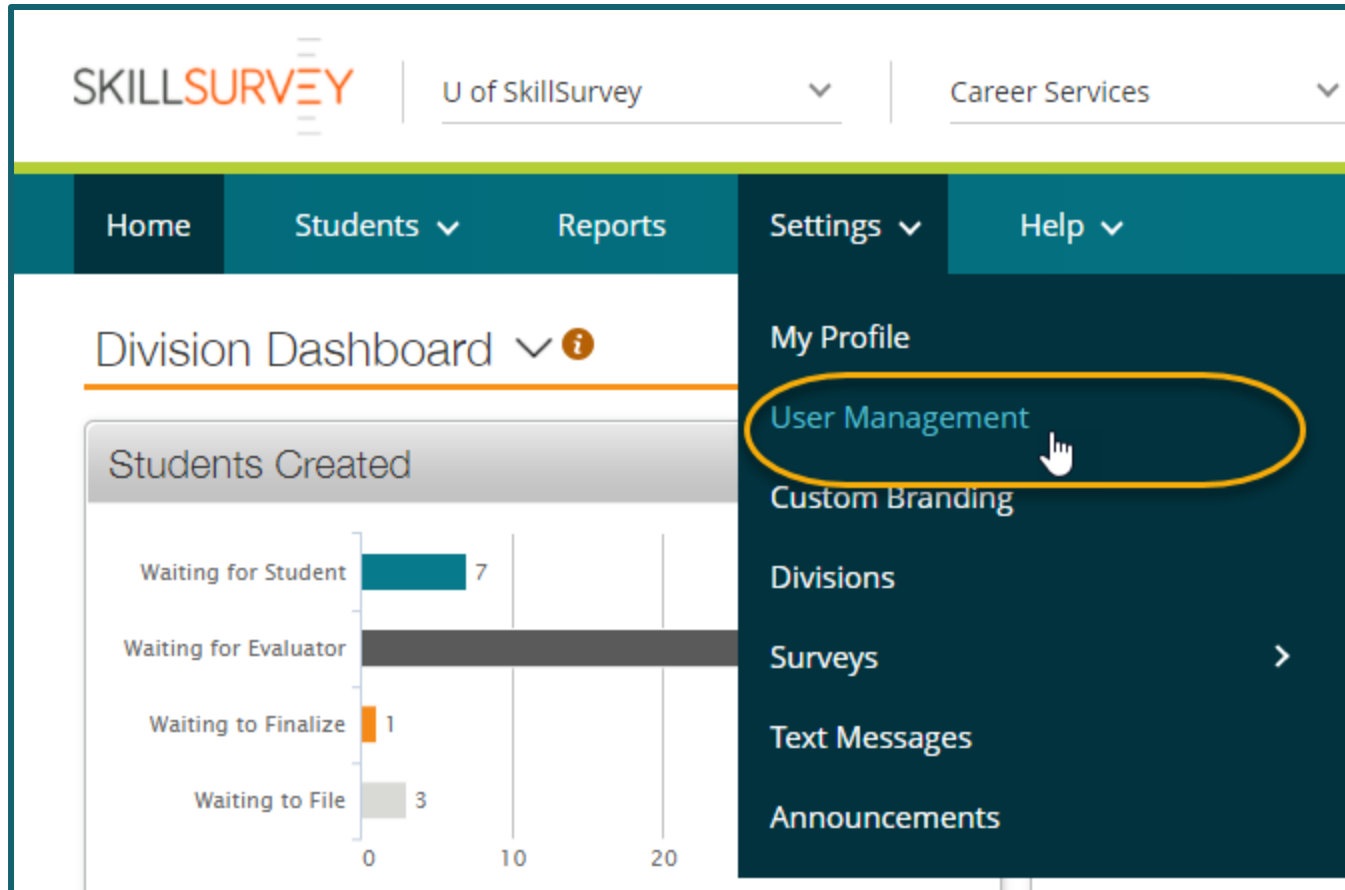 SKILLSURVEY
U of SkillSurvey
Career Services
Home
Students
Reports
Settings
Help
Division Dashboard
i
My Profile
User Management
Custom Branding
Divisions
Surveys
Text Messages
Announcements
Students Created
Waiting for Student 7
Waiting for Evaluator
Waiting to Finalize 1
Waiting to File 3
0 10 20